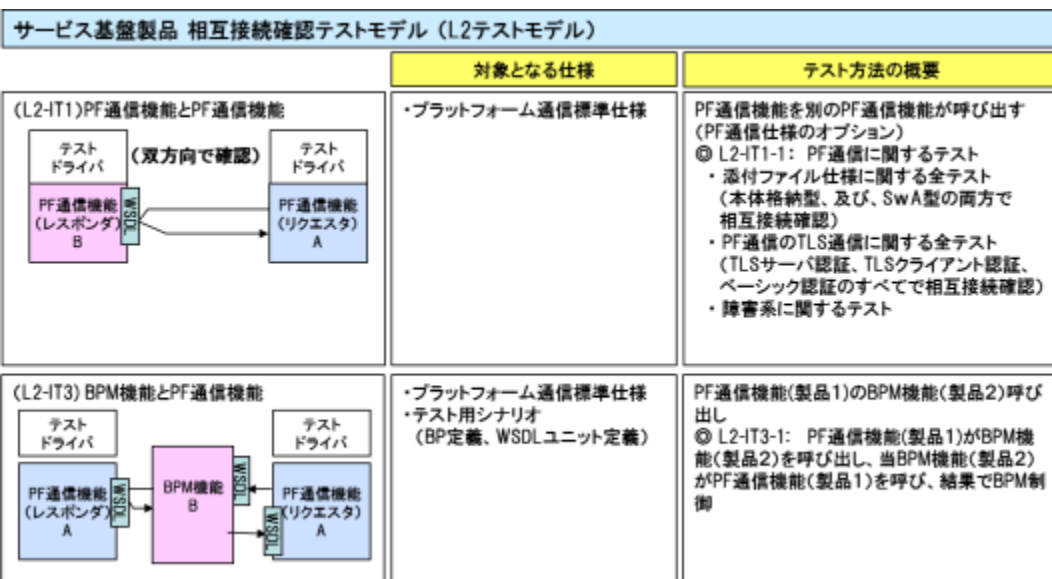 サービス基盤製品 相互接続確認テストモデル（L2テストモデル）
対象となる仕様
テスト方法の概要
(L2-IT1)PF通信機能とPF通信機能
テスト
ドライバ
(双方向で確認)
テスト
ドライバ
PF通信機能
(レスポンダ)
B
WSDL
PF通信機能
(リクエスタ)
A
・プラットフォーム通信標準仕様
PF通信機能を別のPF通信機能が呼び出す
(PF通信仕様のオプション)
◎ L2-IT1-1： PF通信に関するテスト
・添付ファイル仕様に関する全テスト
（本体格納型、及び、SwA型の両方で
相互接続確認）
・PF通信のTLS通信に関する全テスト
（TLSサーバ認証、TLSクライアント認証、
ベーシック認証のすべてで相互接続確認）
・障害系に関するテスト
(L2-IT3) BPM機能とPF通信機能
テスト
ドライバ
テスト
ドライバ
PF通信機能
(レスポンダ)
A
WSDL
BPM機能
B
WSDL
WSDL
PF通信機能
(リクエスタ)
A
・プラットフォーム通信標準仕様
・テスト用シナリオ
（BP定義、WSDLユニット定義）
PF通信機能(製品1)のBPM機能(製品2)呼び
出し
◎ L2-IT3-1： PF通信機能(製品1)がBPM機
能(製品2)を呼び出し、当BPM機能(製品2)
がPF通信機能(製品1)を呼び、結果でBPM制
御